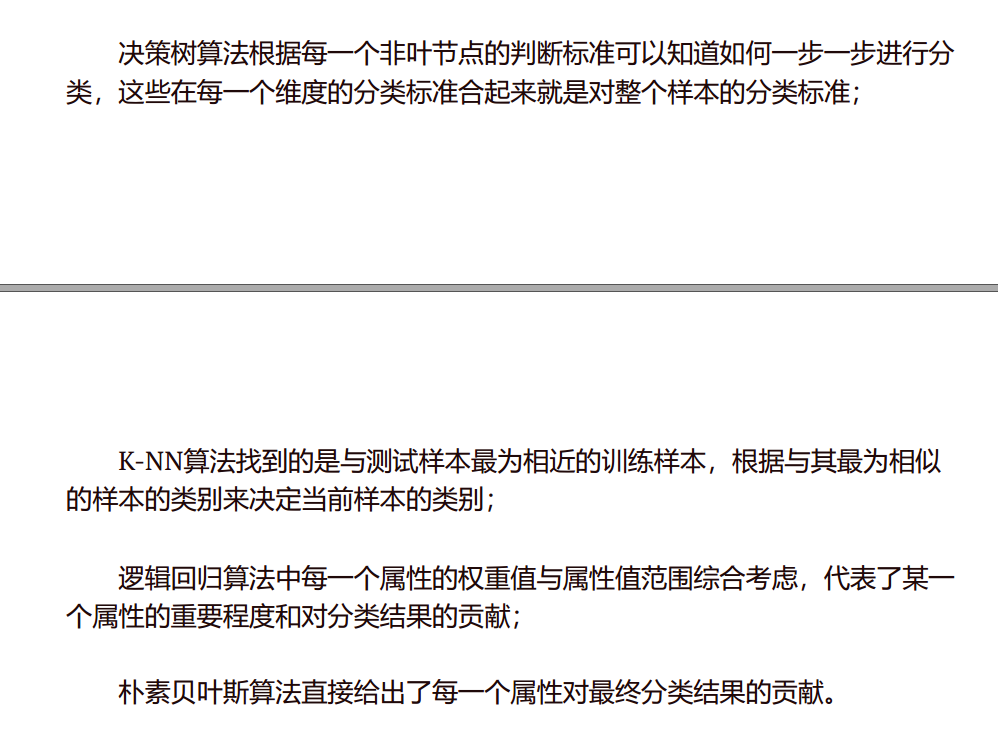 决策树算法根据每一个非叶节点的判断标准可以知道如何一步一步进行分
类，这些在每一个维度的分类标准合起来就是对整个样本的分类标准；
K-NN算法找到的是与测试样本最为相近的训练样本，根据与其最为相似
的样本的类别来决定当前样本的类别；
逻辑回归算法中每一个属性的权重值与属性值范围综合考虑，代表了某一
个属性的重要程度和对分类结果的贡献；
朴素贝叶斯算法直接给出了每一个属性对最终分类结果的贡献。